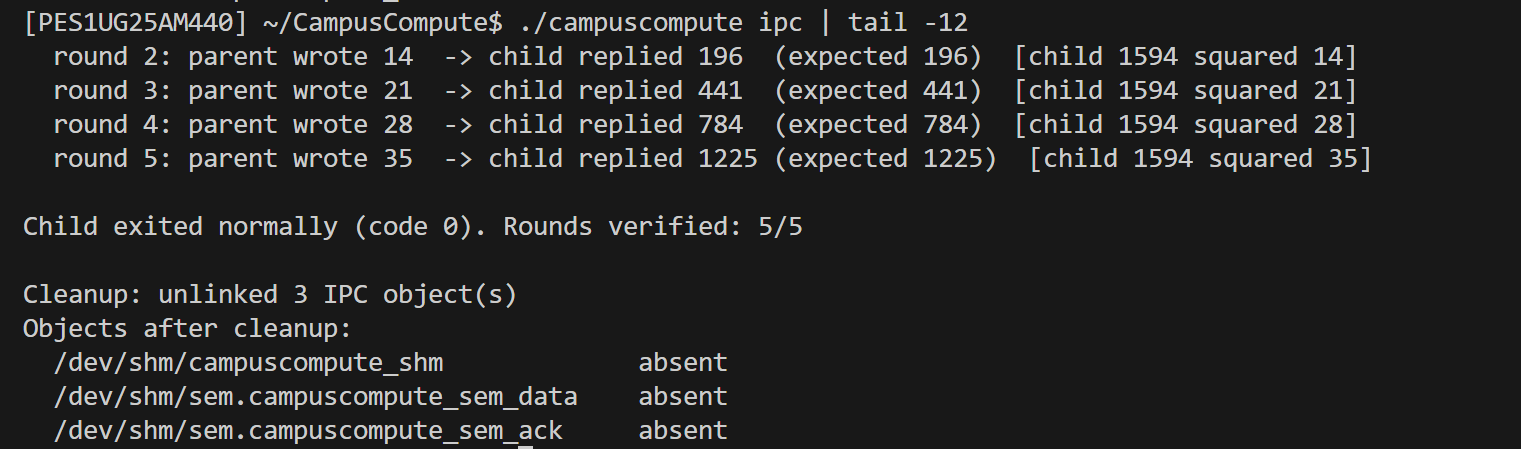 [PES1UG25AM440] ~/CampusCompute$ ./campuscompute ipc | tail -12
  round 2: parent wrote 14  -> child replied 196  (expected 196)  [child 1594 squared 14]
  round 3: parent wrote 21  -> child replied 441  (expected 441)  [child 1594 squared 21]
  round 4: parent wrote 28  -> child replied 784  (expected 784)  [child 1594 squared 28]
  round 5: parent wrote 35  -> child replied 1225 (expected 1225)  [child 1594 squared 35]

Child exited normally (code 0). Rounds verified: 5/5

Cleanup: unlinked 3 IPC object(s)
Objects after cleanup:
  /dev/shm/campuscompute_shm             absent
  /dev/shm/sem.campuscompute_sem_data    absent
  /dev/shm/sem.campuscompute_sem_ack     absent